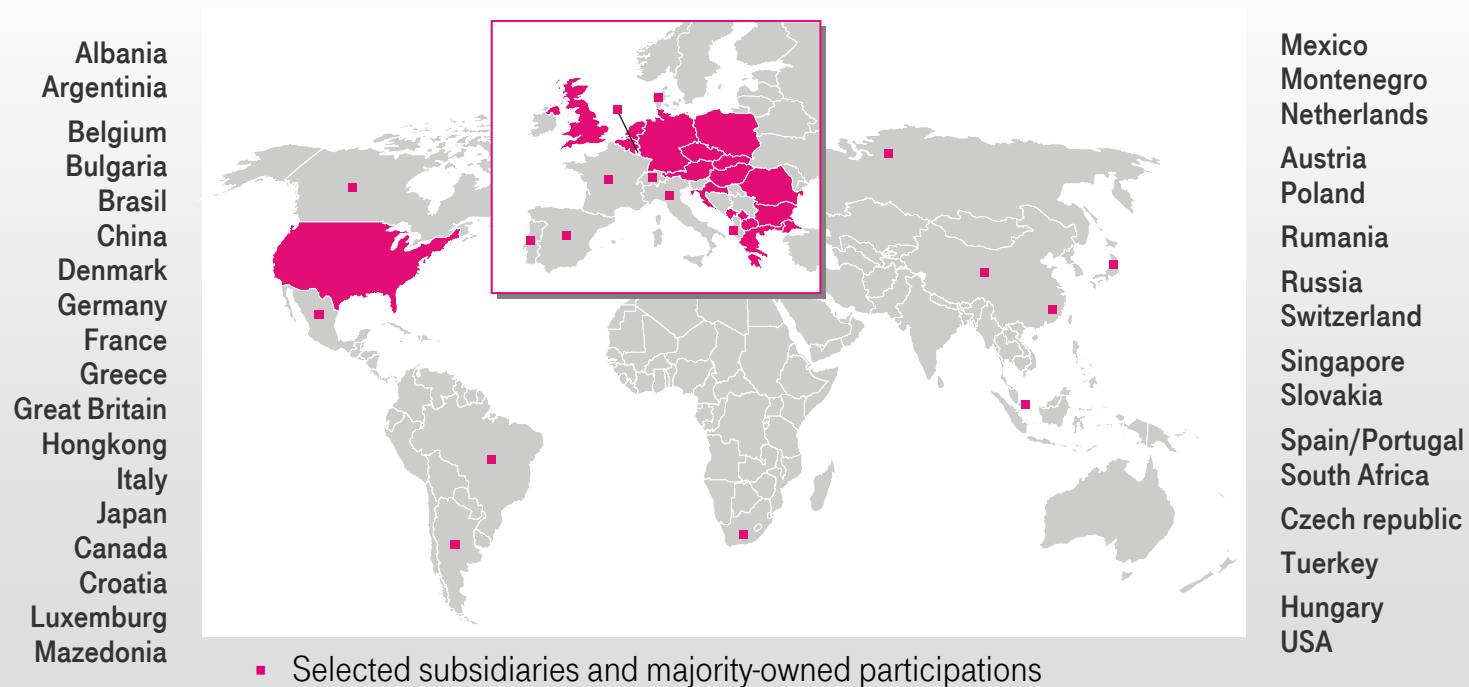 Albania
Argentinia
Belgium
Bulgaria
Brasil
China
Denmark
Germany
France
Greece
Great Britain
Hongkong
Italy
Japan
Canada
Croatia
Luxemburg
Mazedonia
Mexico
Montenegro
Netherlands
Austria
Poland
Rumania
Russia
Switzerland
Singapore
Slovakia
Spain/Portugal
South Africa
Czech republic
Tuerkey
Hungary
USA
Selected subsidiaries and majority-owned participations